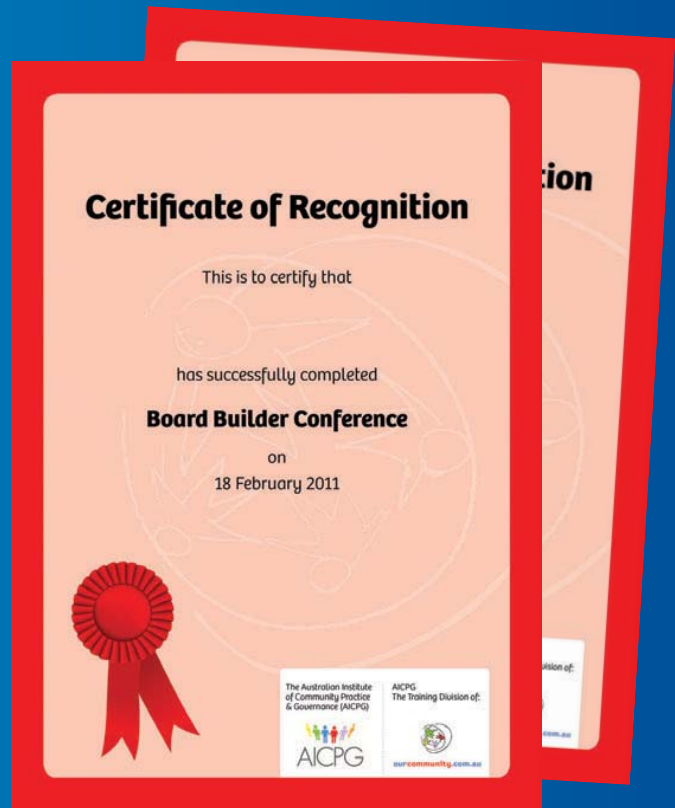 Certificate of Recognition
This is to certify that
has successfully completed
Board Builder Conference
on
18 February 2011
The Australian Institute
of Community Practice
& Governance (AICPG)
AICPG
AICPG
The Training Division of:
ourcommunity.com.au
tion
ision of:
.com.au